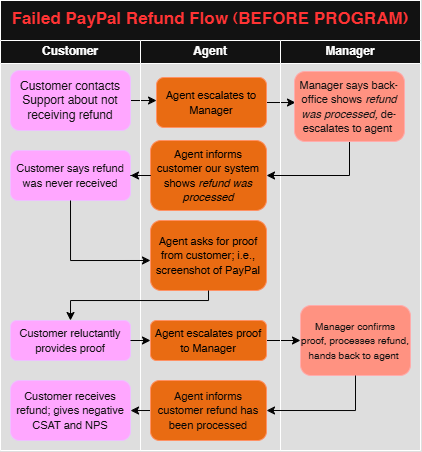 Failed PayPal Refund Flow (BEFORE PROGRAM)
Customer
Agent
Manager
Customer contacts
Support about not
receiving refund
Agent escalates to
Manager
Manager says back-
office shows refund
was processed, de-
escalates to agent
Agent informs
customer our system
shows refund was
processed
Customer says refund
was never received
Agent asks for proof
from customer; i.e.,
screenshot of PayPal
Customer reluctantly
provides proof
Agent escalates proof
to Manager
Manager confirms
proof, processes refund,
hands back to agent
Agent informs
customer refund has
been processed
Customer receives
refund; gives negative
CSAT and NPS